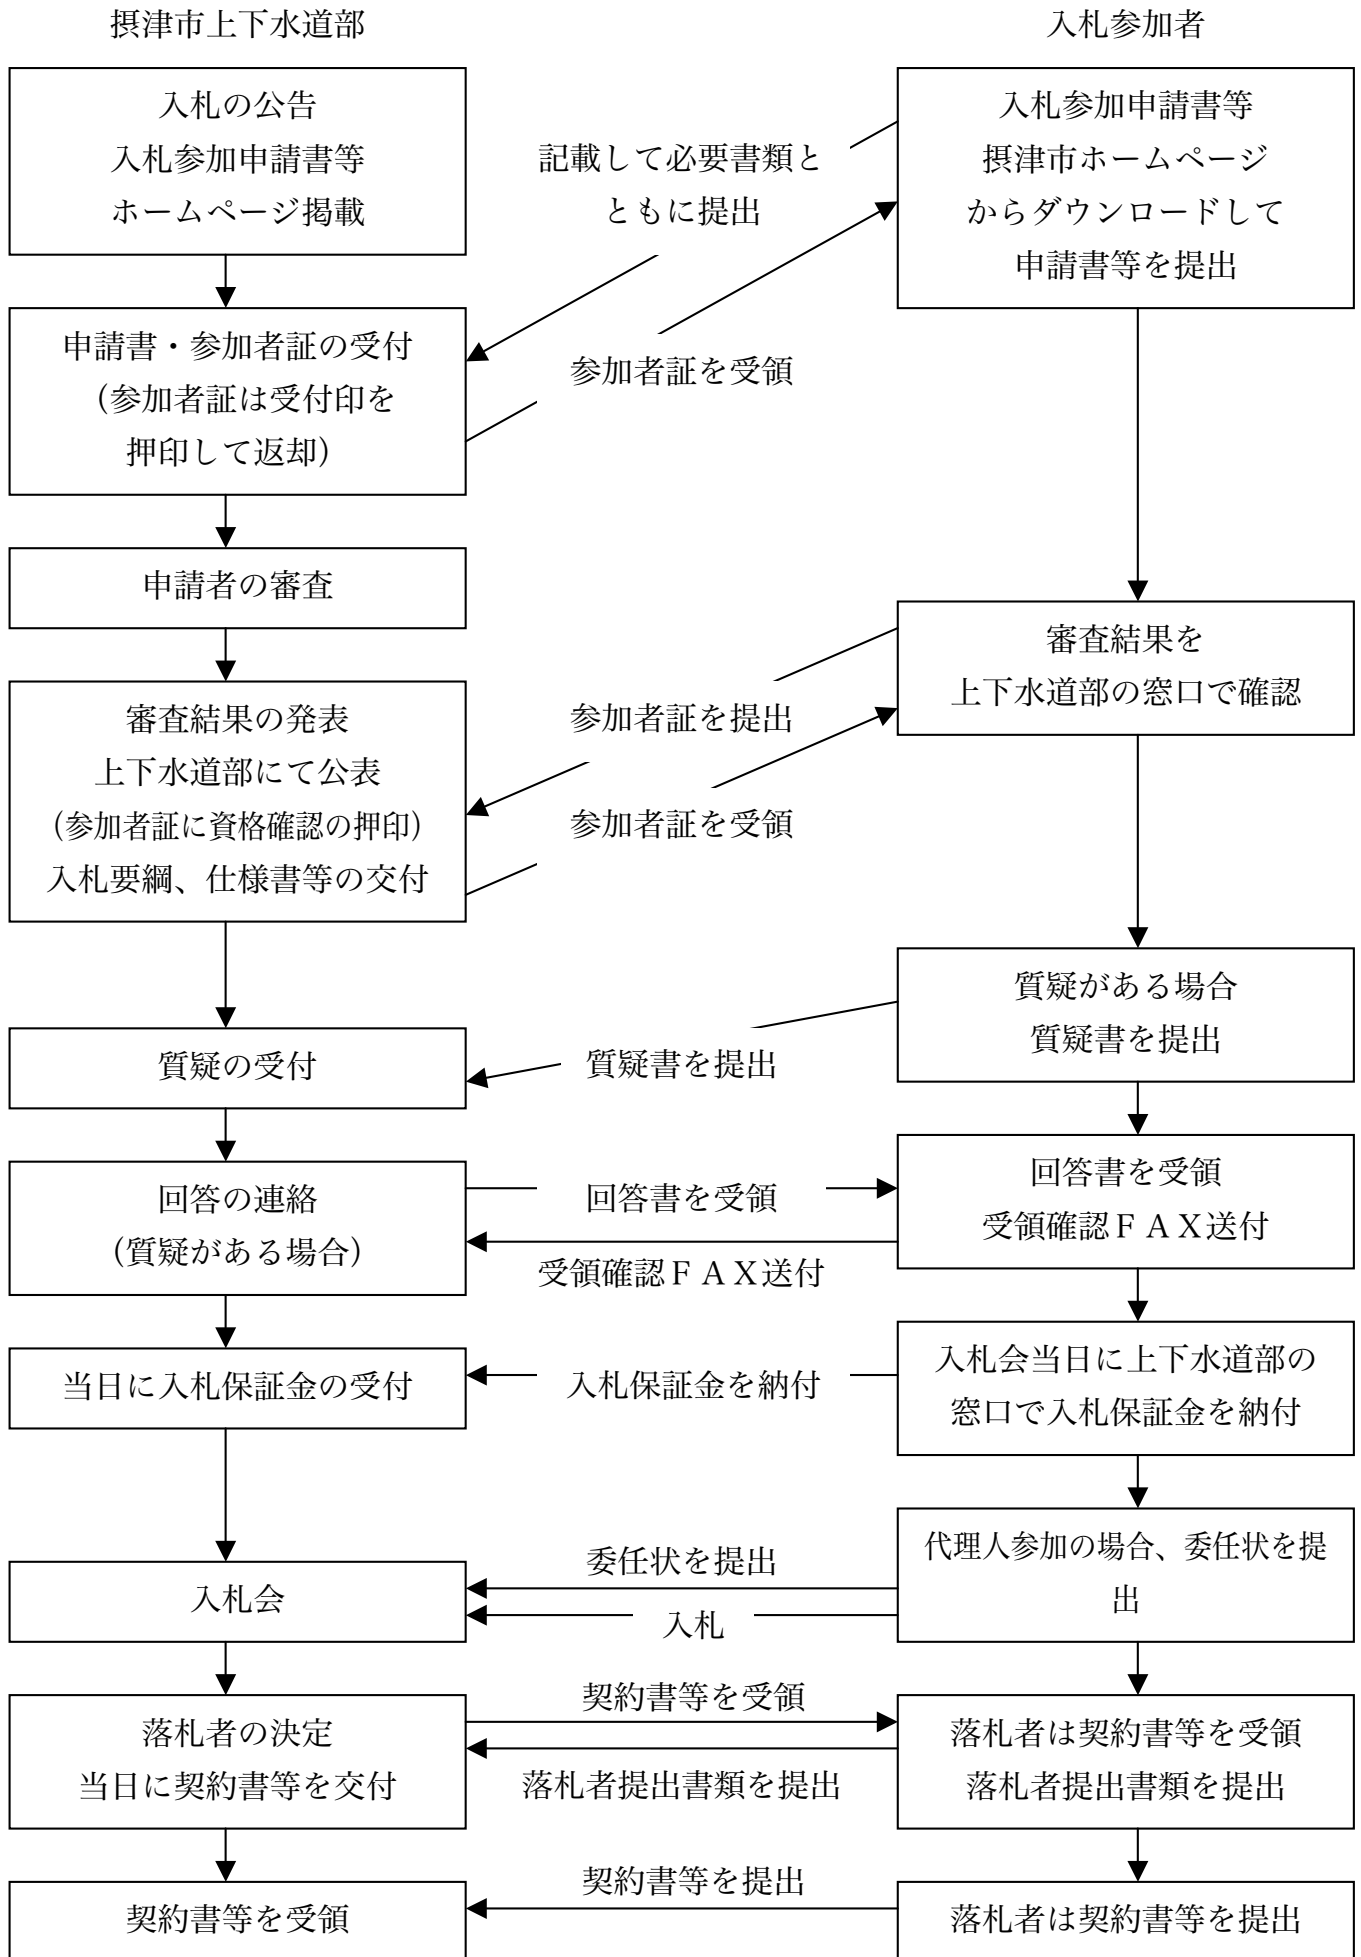 摂津市上下水道部
入札参加者
入札の公告
入札参加申請書等
ホームページ掲載
記載して必要書類と
ともに提出
入札参加申請書等
摂津市ホームページ
からダウンロードして
申請書等を提出
申請書・参加者証の受付
（参加者証は受付印を
押印して返却）
参加者証を受領
申請者の審査
審査結果を
上下水道部の窓口で確認
審査結果の発表
上下水道部にて公表
（参加者証に資格確認の押印）
入札要綱、仕様書等の交付
参加者証を提出
参加者証を受領
質疑がある場合
質疑書を提出
質疑の受付
質疑書を提出
回答の連絡
（質疑がある場合）
回答書を受領
受領確認ＦＡＸ送付
回答書を受領
受領確認ＦＡＸ送付
当日に入札保証金の受付
入札保証金を納付
入札会当日に上下水道部の
窓口で入札保証金を納付
入札会
委任状を提出
入札
代理人参加の場合、委任状を提
出
落札者の決定
当日に契約書等を交付
契約書等を受領
落札者提出書類を提出
落札者は契約書等を受領
落札者提出書類を提出
契約書等を受領
契約書等を提出
落札者は契約書等を提出